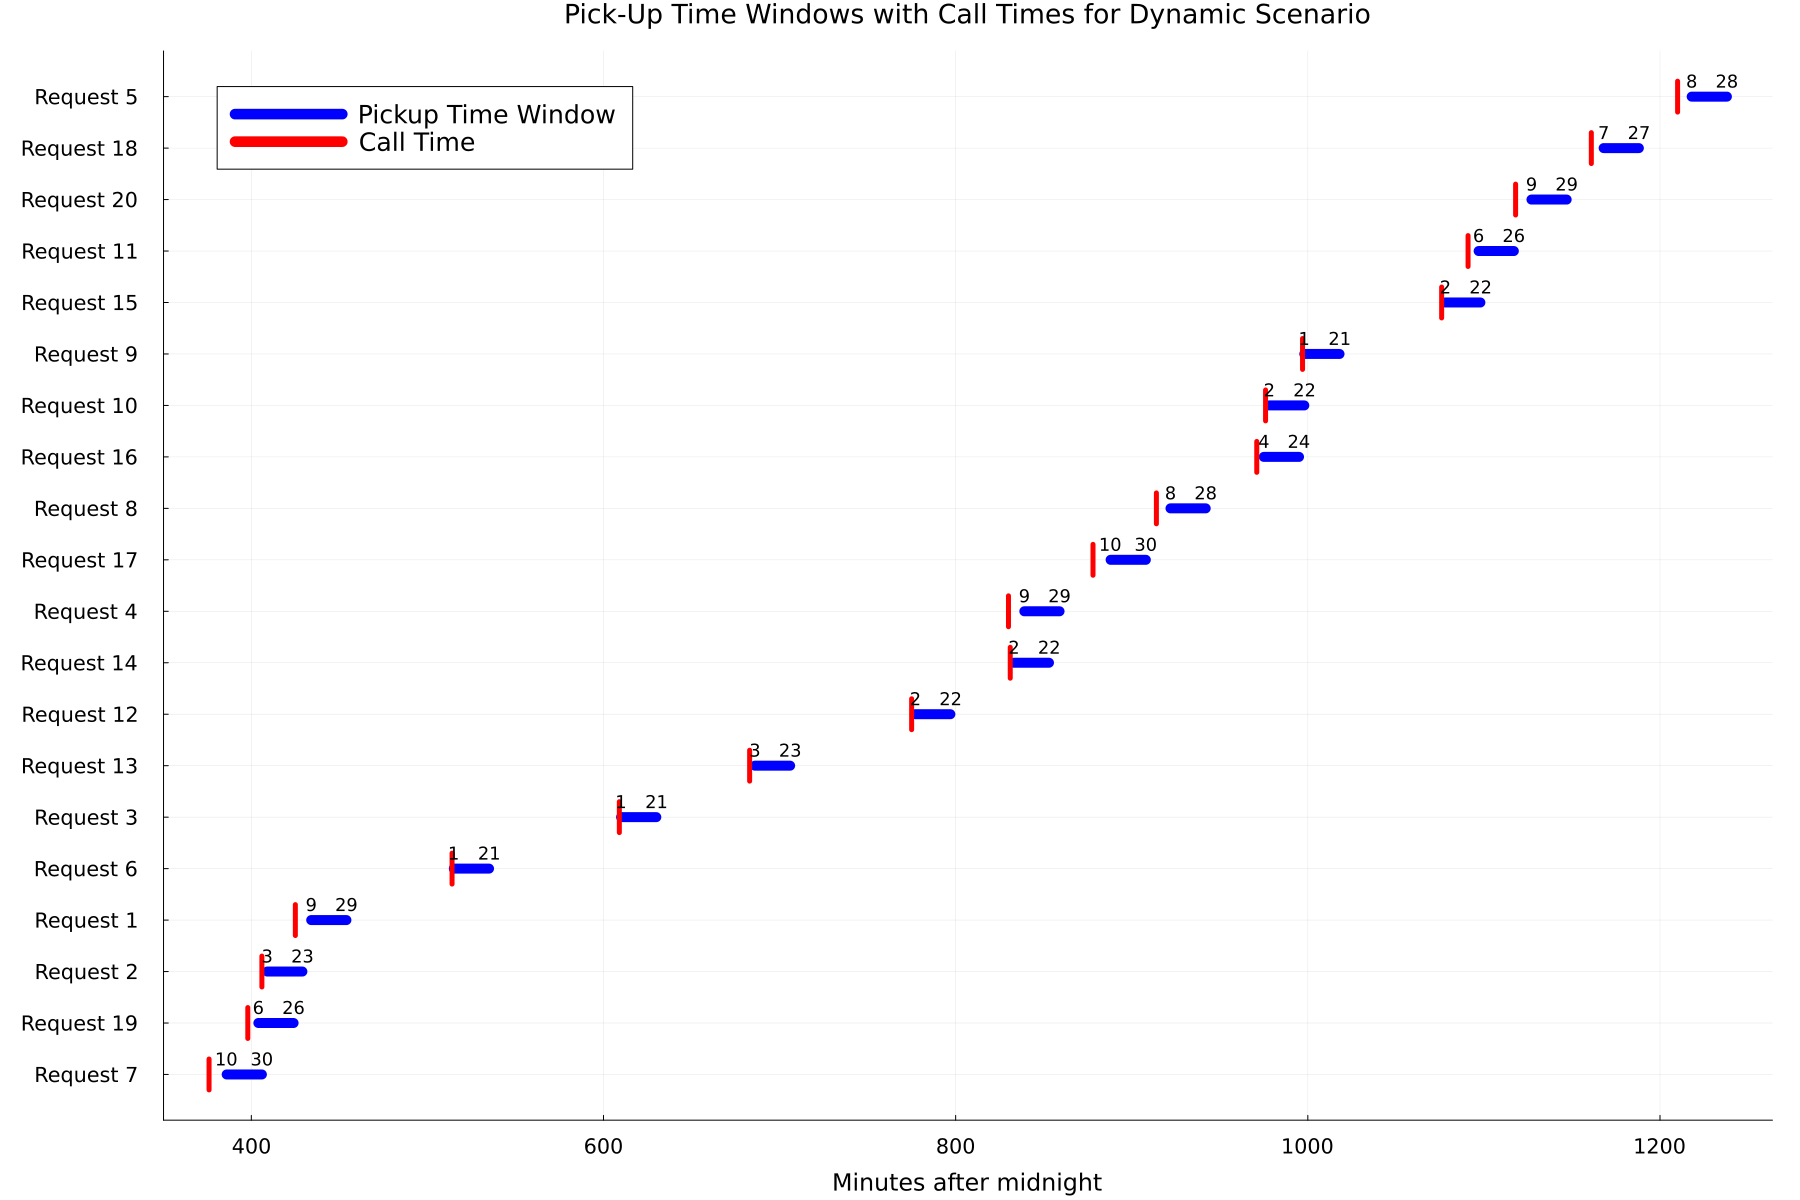 Pick-Up Time Windows with Call Times for Dynamic Scenario
Pickup Time Window
Call Time
Request 5
8 28
Request 18
7 27
Request 20
9 29
Request 11
6 26
Request 15
2 22
Request 9
1 21
Request 10
2 22
Request 16
4 24
Request 8
8 28
Request 17
10 30
Request 4
9 29
Request 14
2 22
Request 12
2 22
Request 13
3 23
Request 3
1 21
Request 6
1 21
Request 1
9 29
Request 2
3 23
Request 19
6 26
Request 7
10 30
400 600 800 1000 1200
Minutes after midnight